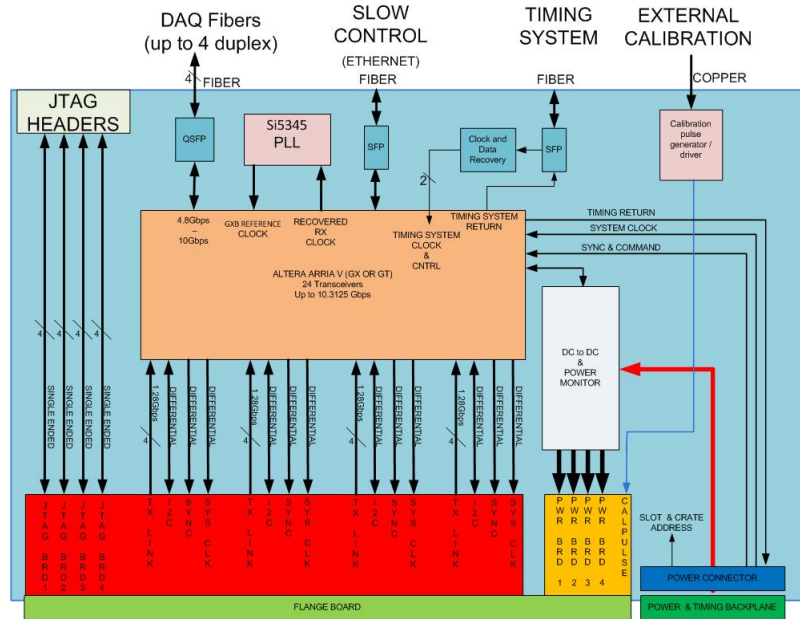 DAQ Fibers
(up to 4 duplex)
SLOW
CONTROL
(ETHERNET)
FIBER
TIMING
SYSTEM
FIBER
EXTERNAL
CALIBRATION
COPPER
4
FIBER
JTAG
HEADERS
QSFP
Si5345
PLL
SFP
Clock and
Data
Recovery
SFP
Calibration
pulse
generator /
driver
2
4.8Gbps
–
10Gbps
GXB REFERENCE
CLOCK
RECOVERED
RX
CLOCK
TIMING SYSTEM
CLOCK
&
CNTRL
TIMING SYSTEM
RETURN
TIMING RETURN
SYSTEM CLOCK
SYNC & COMMAND
ALTERA ARRIA V (GX OR GT)
24 Transceivers
Up to 10.3125 Gbps
DC to DC
&
POWER
MONITOR
4
4
4
4
SINGLE ENDED
SINGLE ENDED
SINGLE ENDED
SINGLE ENDED
1.28Gbps
4
DIFFERENTIAL
DIFFERENTIAL
DIFFERENTIAL
1.28Gbps
4
DIFFERENTIAL
DIFFERENTIAL
DIFFERENTIAL
1.28Gbps
4
DIFFERENTIAL
DIFFERENTIAL
DIFFERENTIAL
1.28Gbps
4
DIFFERENTIAL
DIFFERENTIAL
DIFFERENTIAL
JTAG BRD1
JTAG BRD2
JTAG BRD3
JTAG BRD4
TX LINK
I2C
SYNC
SYS CLK
TX LINK
I2C
SYNC
SYS CLK
TX LINK
I2C
SYNC
SYS CLK
TX LINK
I2C
SYNC
SYS CLK
PWR BRD 1
PWR BRD 2
PWR BRD 3
PWR BRD 4
CALPULSE
SLOT & CRATE
ADDRESS
POWER CONNECTOR
FLANGE BOARD
POWER & TIMING BACKPLANE